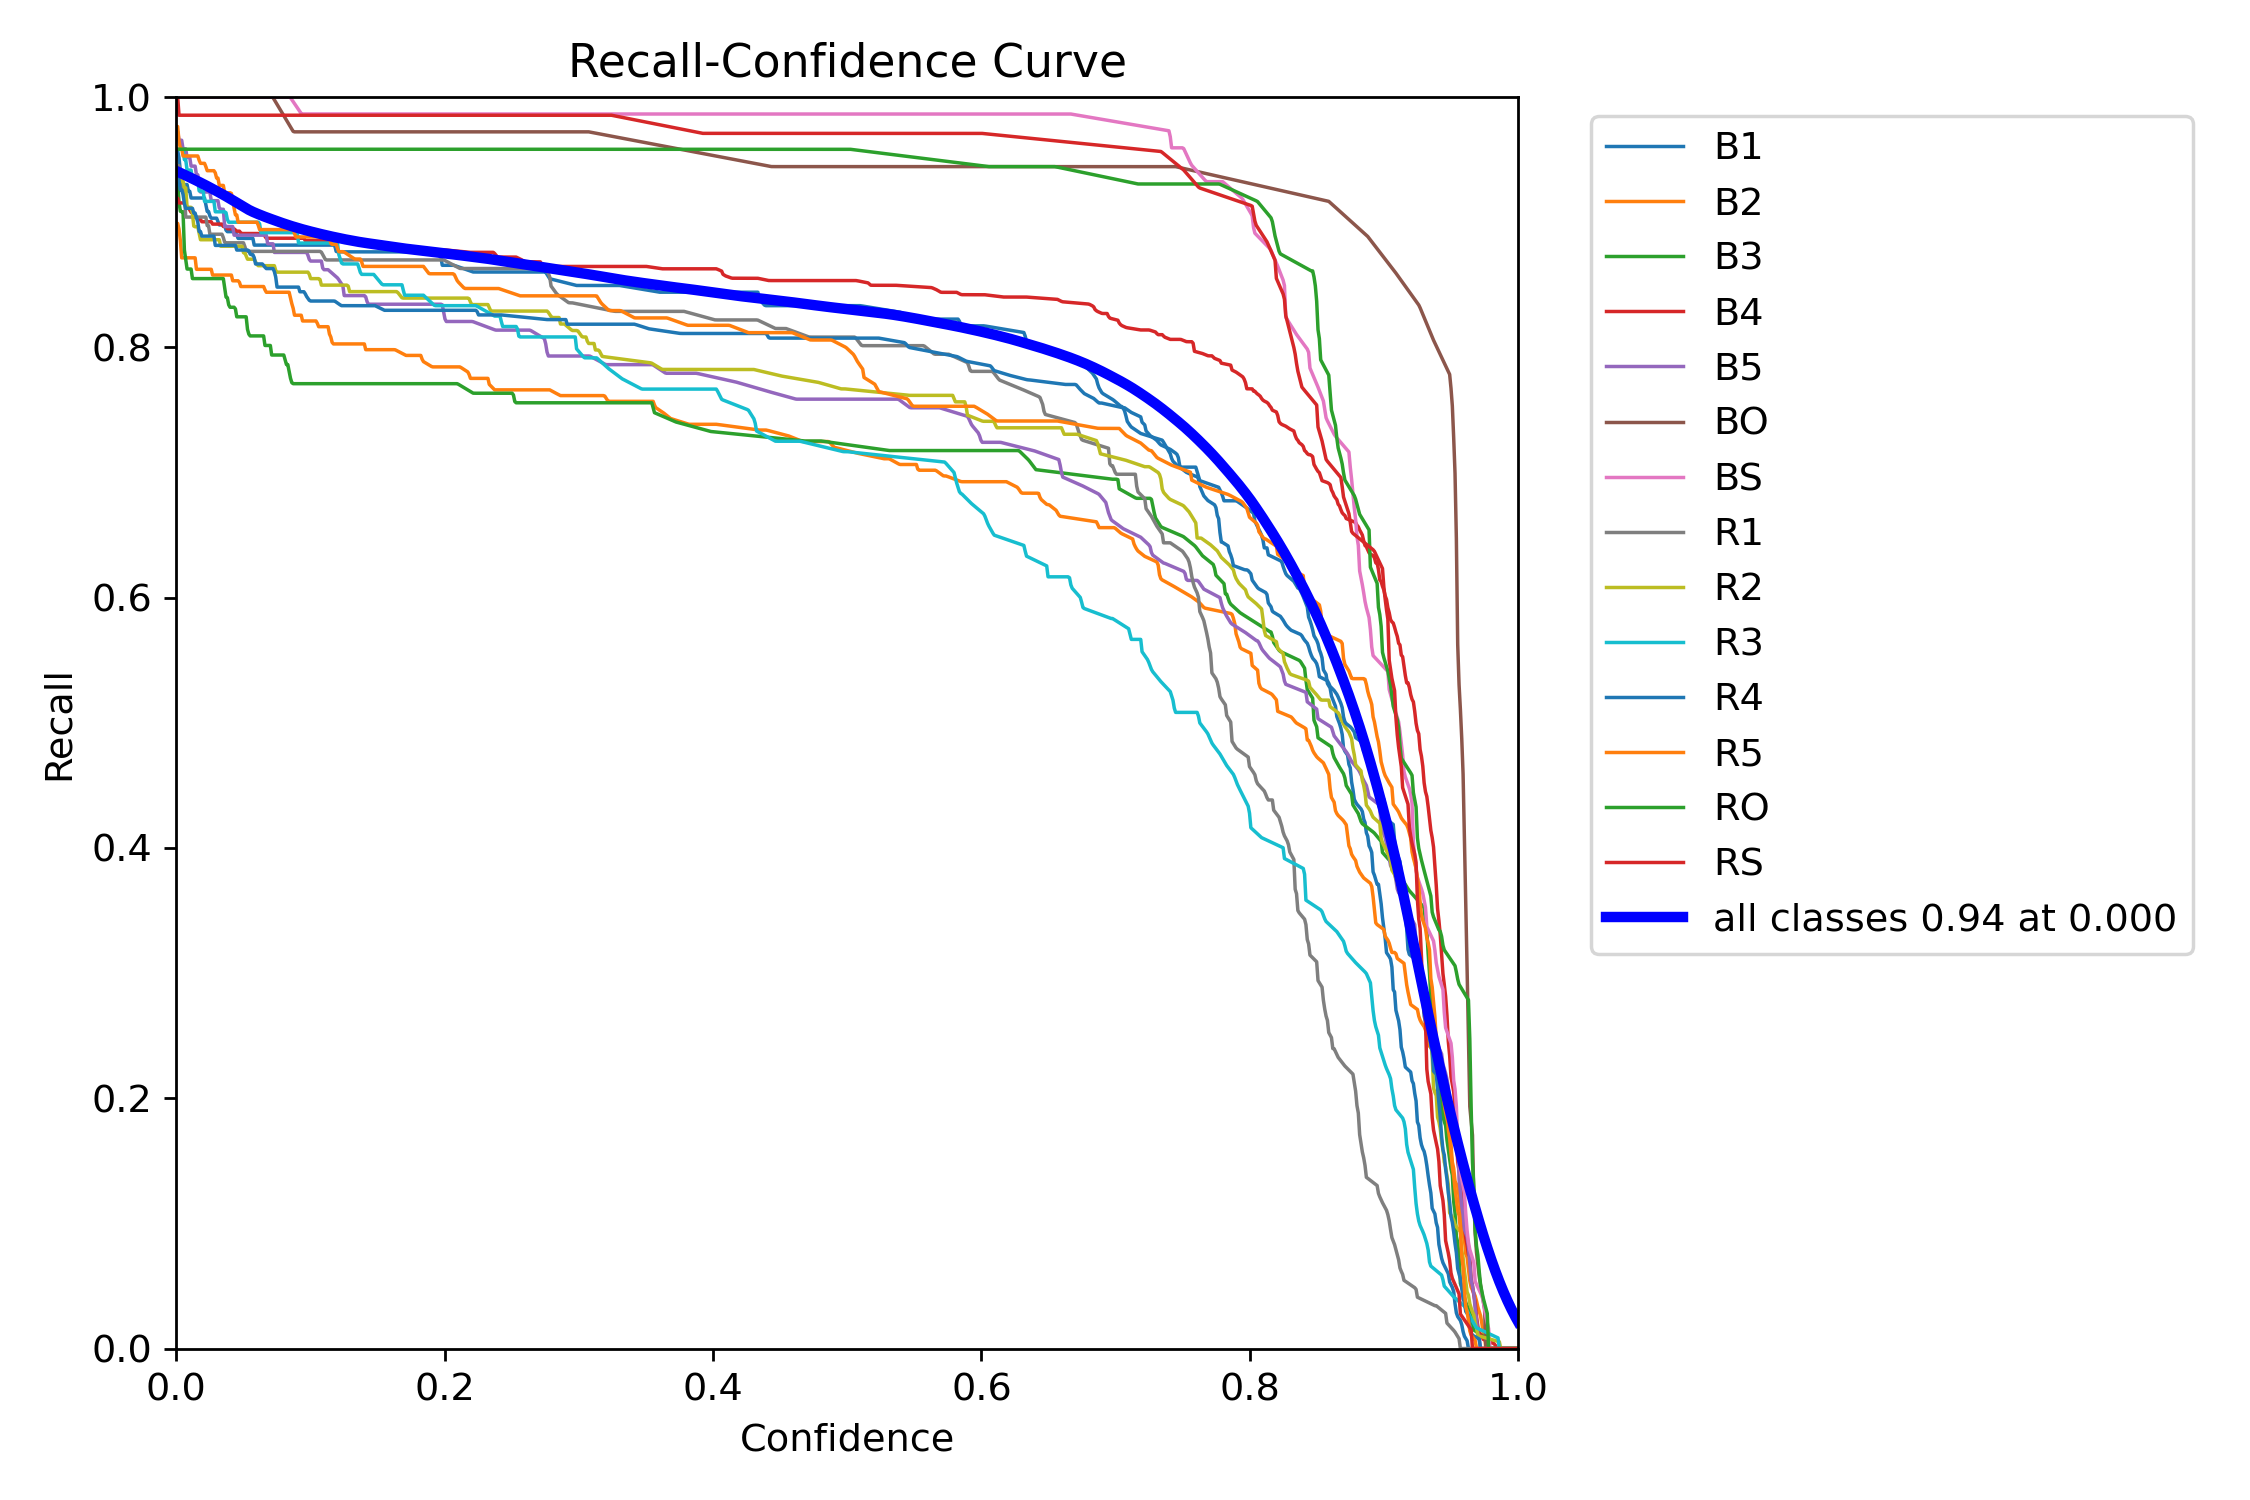 Recall-Confidence Curve
1.0
0.8
0.6
0.4
0.2
0.0
Recall
0.0 0.2 0.4 0.6 0.8 1.0
Confidence
B1
B2
B3
B4
B5
BO
BS
R1
R2
R3
R4
R5
RO
RS
all classes 0.94 at 0.000